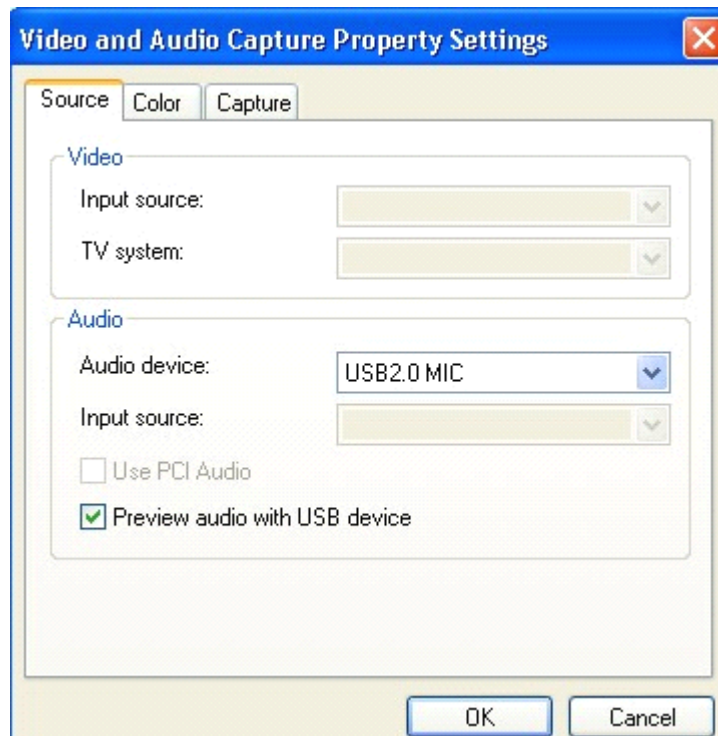 Video and Audio Capture Property Settings
Source Color Capture
Video
Input source:
TV system:
Audio
Audio device: USB2.0 MIC
Input source:
Use PCI Audio
Preview audio with USB device
OK Cancel